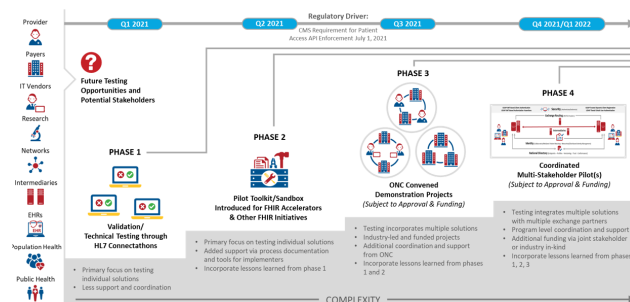 Regulatory Driver:
CMS Requirement for Patient
Access API Enforcement July 1, 2021
Q1 2021
Q2 2021
Q3 2021
Q4 2021/Q1 2022
Provider
Payers
IT Vendors
Research
Networks
Intermediaries
EHRs
EHR
Population Health
Public Health
?
Future Testing
Opportunities and
Potential Stakeholders
PHASE 1
Validation/
Technical Testing through
HL7 Connectathons
• Primary focus on testing
individual solutions
• Less support and coordination
PHASE 2
Pilot Toolkit/Sandbox
Introduced for FHIR Accelerators
& Other FHIR Initiatives
• Primary focus on testing individual solutions
• Added support via process documentation
and tools for implementers
• Incorporate lessons learned from phase 1
PHASE 3
ONC Convened
Demonstration Projects
(Subject to Approval & Funding)
• Testing incorporates multiple solutions
• Industry-led and funded projects
• Additional coordination and support
from ONC
• Incorporate lessons learned from phases
1 and 2
PHASE 4
Coordinated
Multi-Stakeholder Pilot(s)
(Subject to Approval & Funding)
• Testing integrates multiple solutions
with multiple exchange partners
• Program level coordination and support
• Additional funding via joint stakeholder
or industry in-kind
• Incorporate lessons learned from phases
1, 2, 3
COMPLEXITY